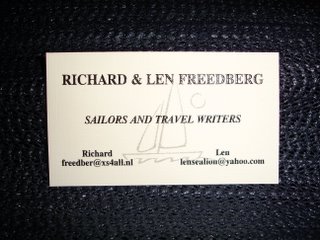 RICHARD & LEN FREEDBERG
SAILORS AND TRAVEL WRITERS
Richard Len
freedber@xs4all.nl lensealion@yahoo.com